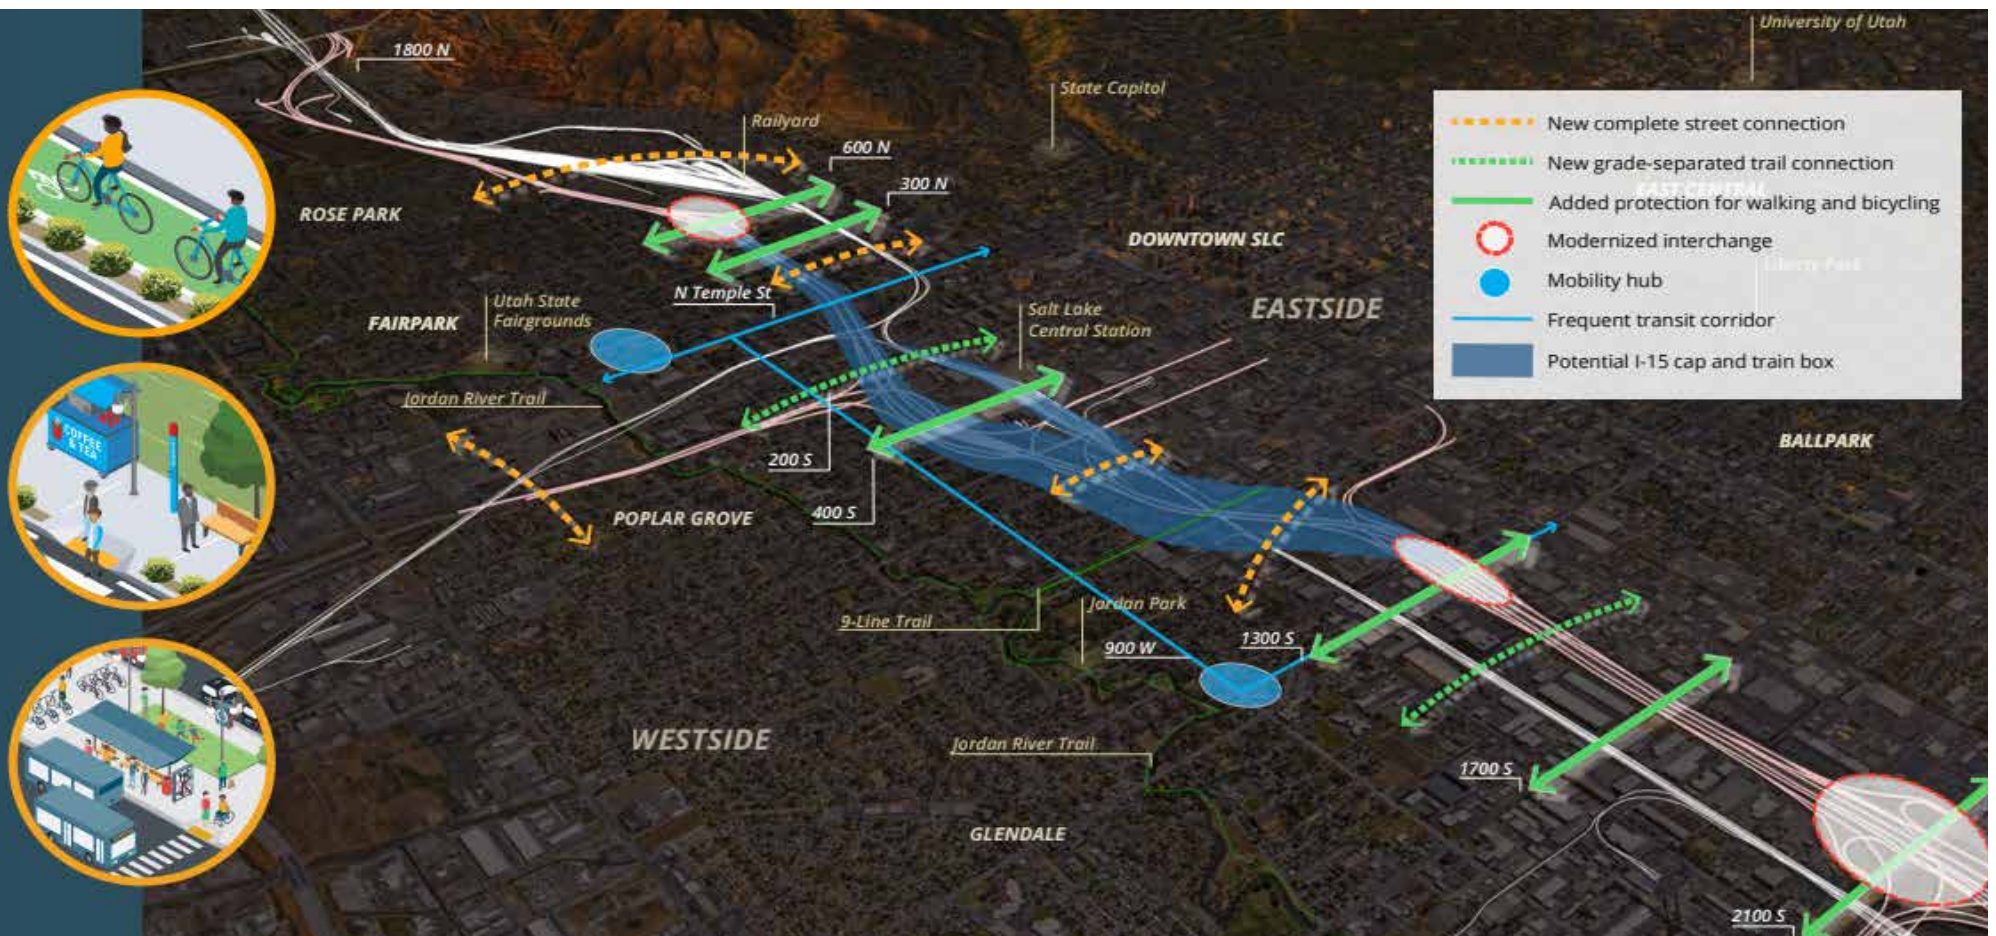 University of Utah
1800 N
State Capitol
Railyard
600 N
300 N
ROSE PARK
DOWNTOWN SLC
New complete street connection
New grade-separated trail connection
EAST CENTRAL
Added protection for walking and bicycling
Modernized interchange
Liberty Park
Mobility hub
Frequent transit corridor
Potential I-15 cap and train box
N Temple St
Utah State
Fairgrounds
FAIRPARK
Salt Lake
Central Station
EASTSIDE
Jordan River Trail
COFFEE
& TEA
BALLPARK
200 S
400 S
POPLAR GROVE
9-Line Trail
Jordan Park
900 W
1300 S
WESTSIDE
Jordan River Trail
1700 S
GLENDALE
2100 S